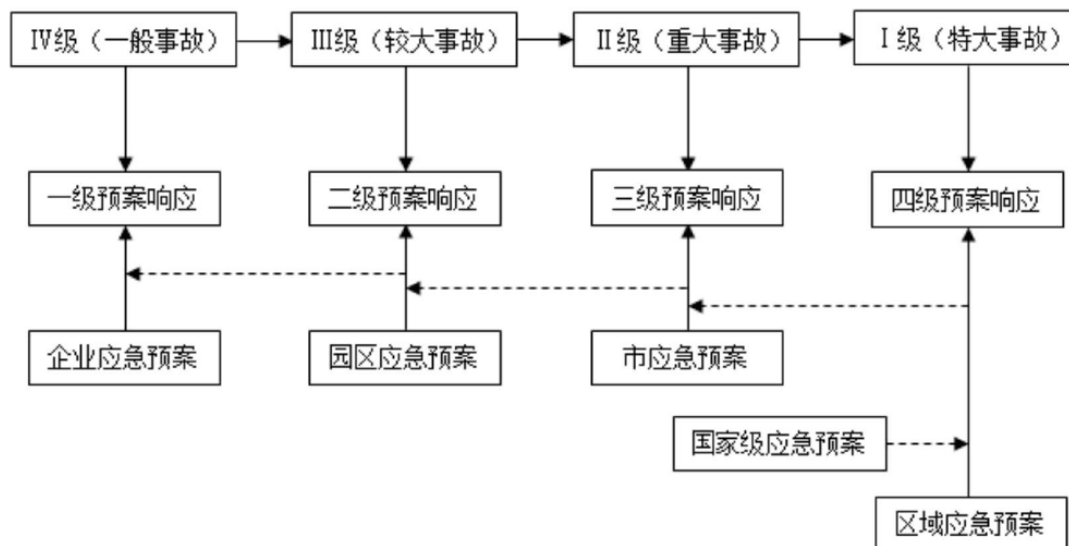 Ⅳ级（一般事故）
Ⅲ级（较大事故）
Ⅱ级（重大事故）
Ⅰ级（特大事故）
一级预案响应
二级预案响应
三级预案响应
四级预案响应
企业应急预案
园区应急预案
市应急预案
国家级应急预案
区域应急预案